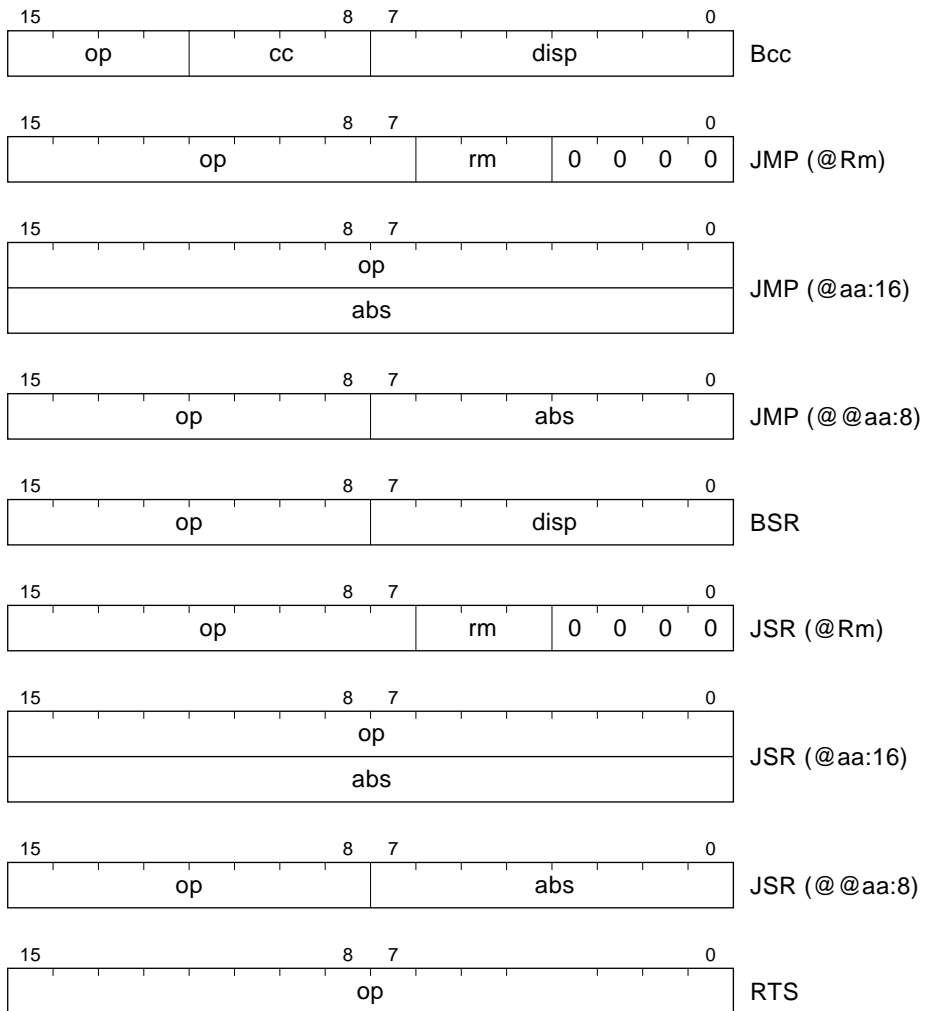 15 8 7 0
op cc disp Bcc
15 8 7 0
op rm 0 0 0 0 JMP (@Rm)
15 8 7 0
op
JMP (@aa:16)
abs
15 8 7 0
op abs JMP (@@aa:8)
15 8 7 0
op disp BSR
15 8 7 0
op rm 0 0 0 0 JSR (@Rm)
15 8 7 0
op
JSR (@aa:16)
abs
15 8 7 0
op abs JSR (@@aa:8)
15 8 7 0
op RTS